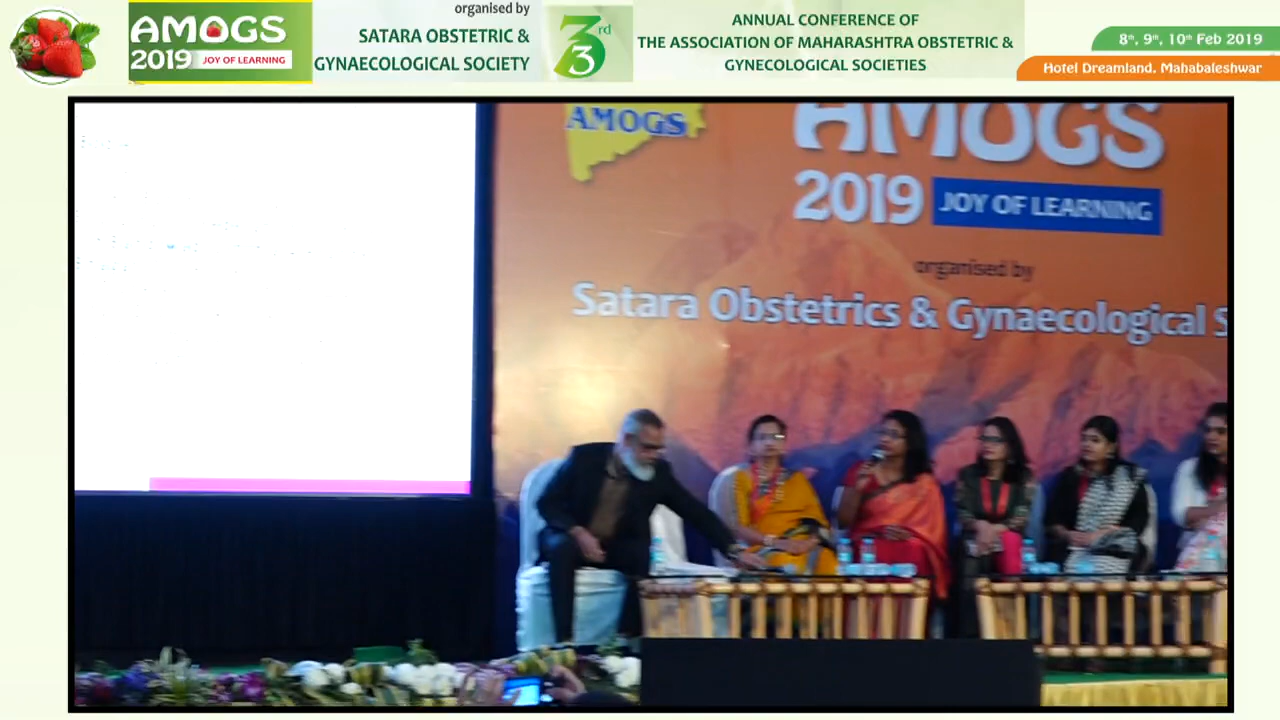 AMOGS
2019 JOY OF LEARNING
organised by
SATARA OBSTETRIC &
GYNAECOLOGICAL SOCIETY
33rd
ANNUAL CONFERENCE OF
THE ASSOCIATION OF MAHARASHTRA OBSTETRIC &
GYNECOLOGICAL SOCIETIES
8th, 9th, 10th Feb 2019
Hotel Dreamland, Mahabaleshwar
AMOGS
AMOGS
2019 JOY OF LEARNING
organised by
Satara Obstetrics & Gynaecological S